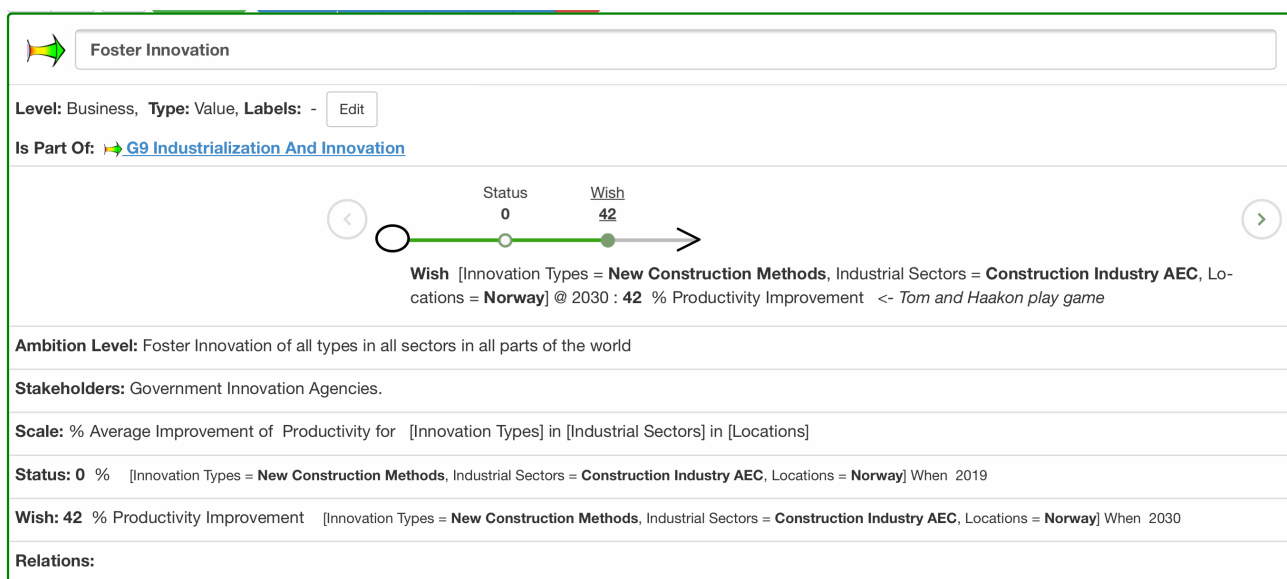 Foster Innovation
Level: Business,  Type: Value, Labels:  -  Edit
Is Part Of:  G9 Industrialization And Innovation
Status  Wish
0  42
Wish  [Innovation Types = New Construction Methods, Industrial Sectors = Construction Industry AEC, Lo-
cations = Norway] @ 2030 : 42  % Productivity Improvement   <- Tom and Haakon play game
Ambition Level: Foster Innovation of all types in all sectors in all parts of the world
Stakeholders: Government Innovation Agencies.
Scale: % Average Improvement of  Productivity for   [Innovation Types] in [Industrial Sectors] in [Locations]
Status: 0  %    [Innovation Types = New Construction Methods, Industrial Sectors = Construction Industry AEC, Locations = Norway] When  2019
Wish: 42  % Productivity Improvement    [Innovation Types = New Construction Methods, Industrial Sectors = Construction Industry AEC, Locations = Norway] When  2030
Relations: